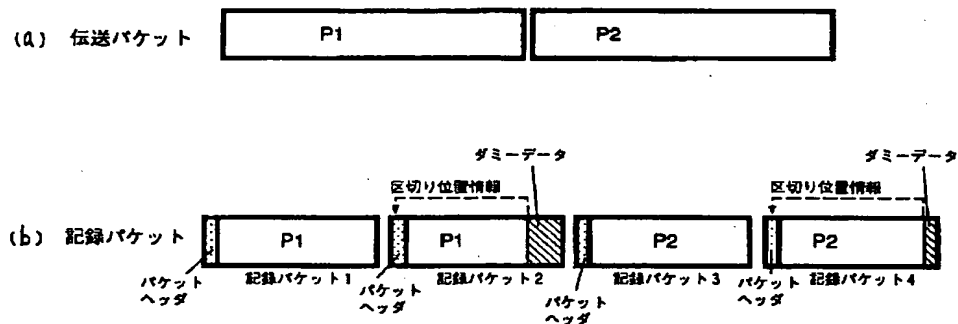 (a) 伝送パケット
P1
P2
ダミーデータ
ダミーデータ
区切り位置情報
区切り位置情報
(b) 記録パケット
P1
P1
P2
P2
記録パケット1
記録パケット2
記録パケット3
記録パケット4
パケット
ヘッダ
パケット
ヘッダ
パケット
ヘッダ
パケット
ヘッダ